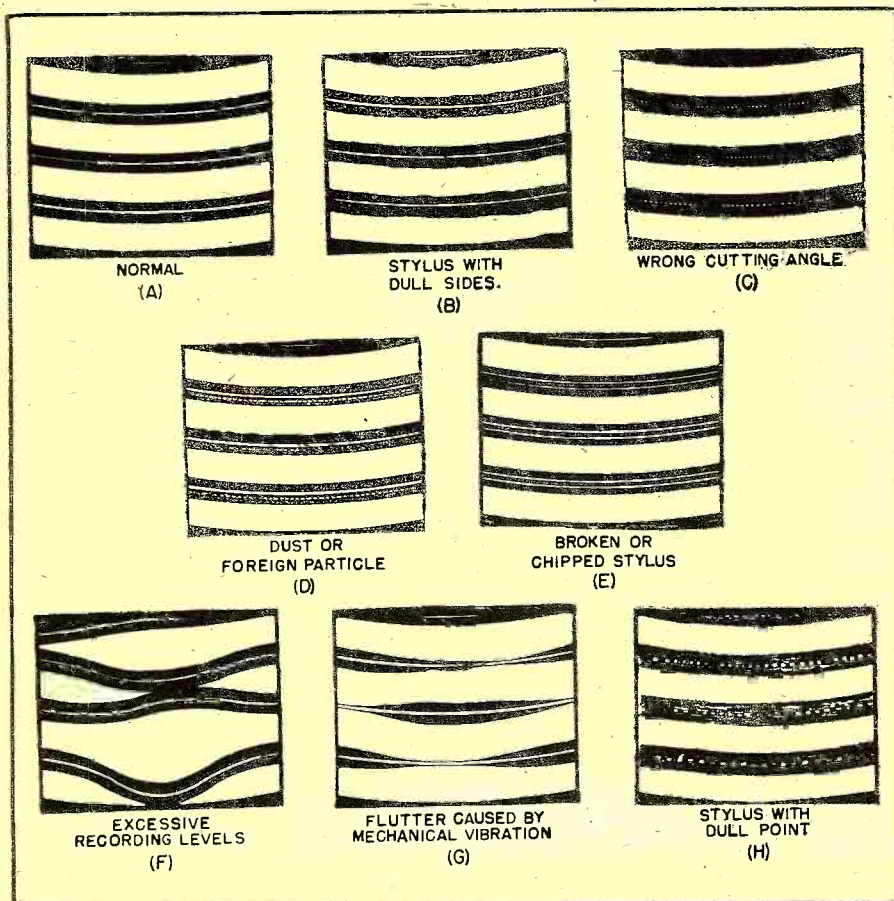 NORMAL
(A)
STYLUS WITH
DULL SIDES.
(B)
WRONG CUTTING ANGLE
(C)
DUST OR
FOREIGN PARTICLE
(D)
BROKEN OR
CHIPPED STYLUS
(E)
EXCESSIVE
RECORDING LEVELS
(F)
FLUTTER CAUSED BY
MECHANICAL VIBRATION
(G)
STYLUS WITH
DULL POINT
(H)